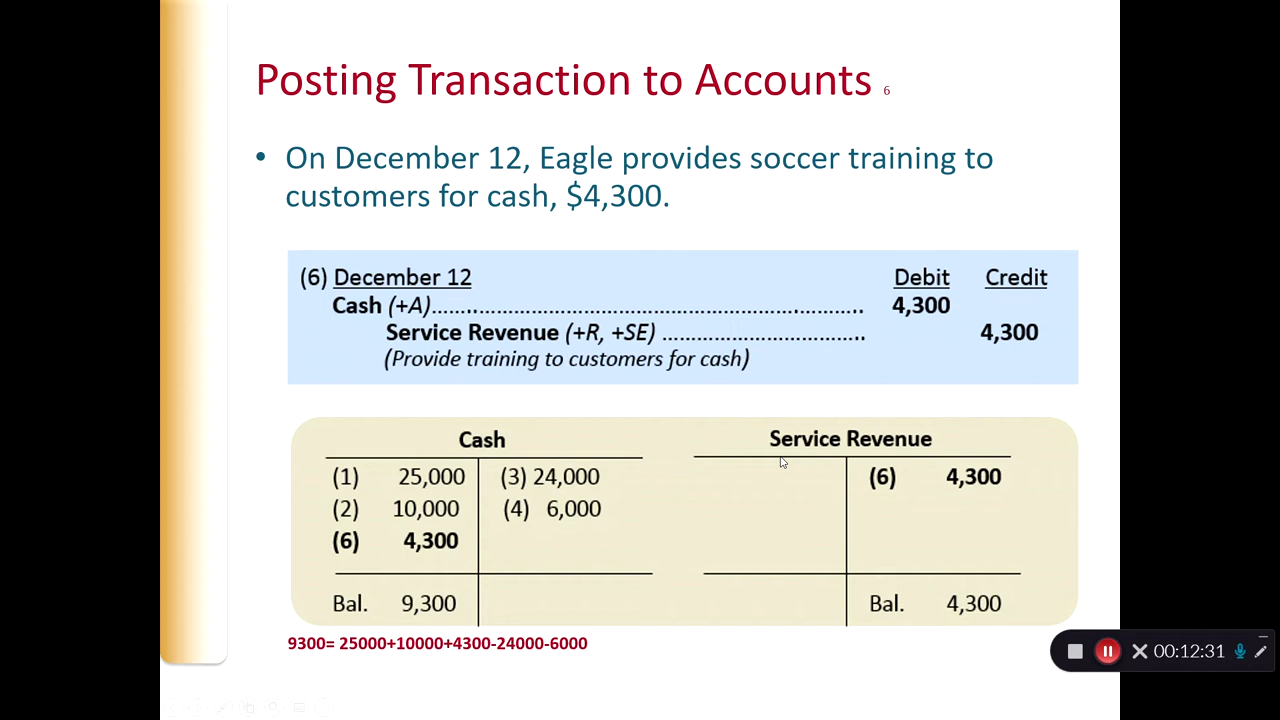 Posting Transaction to Accounts 6
• On December 12, Eagle provides soccer training to
customers for cash, $4,300.
(6) December 12 Debit Credit
Cash (+A)........................................................................ 4,300
Service Revenue (+R, +SE) .................................... 4,300
(Provide training to customers for cash)
Cash Service Revenue
(1) 25,000 (3) 24,000 (6) 4,300
(2) 10,000 (4) 6,000
(6) 4,300
Bal. 9,300 Bal. 4,300
9300= 25000+10000+4300-24000-6000
00:12:31